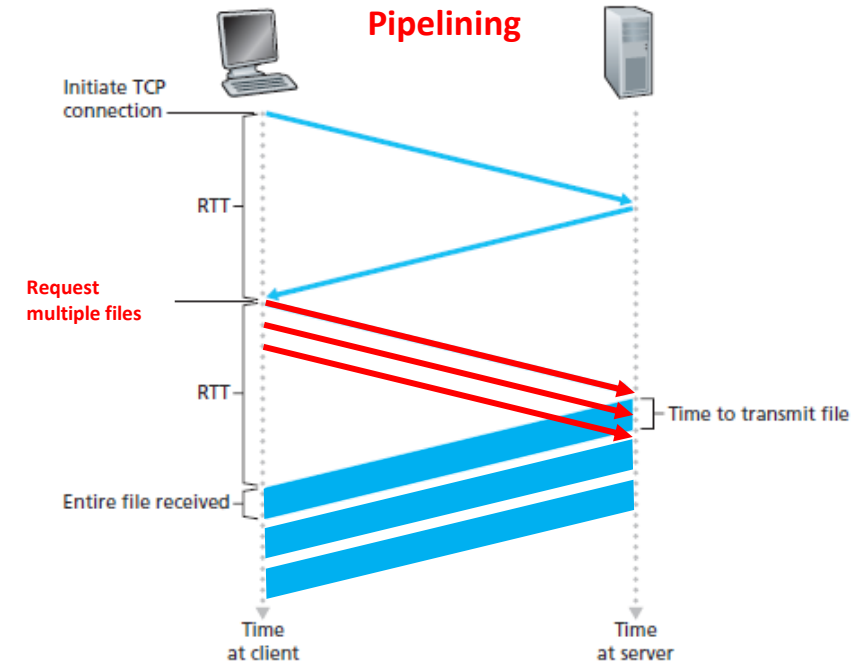 Pipelining
Initiate TCP
connection
RTT
Request
multiple files
RTT
Time to transmit file
Entire file received
Time
at client
Time
at server